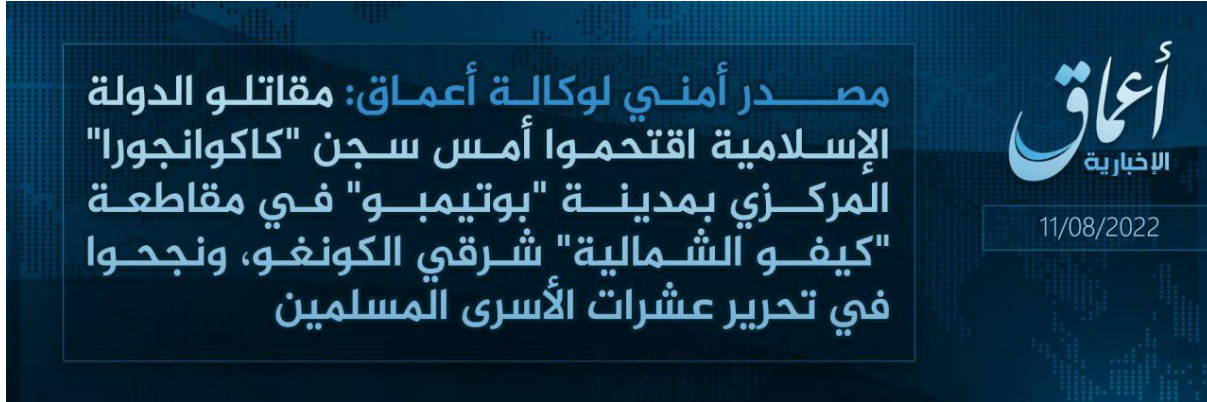 أعماق
الإخبارية
11/08/2022
مصدر أمني لوكالة أعماق: مقاتلو الدولة
الإسلامية اقتحموا أمس سجن "كاكوانجورا"
المركزي بمدينة "بوتيمبو" في مقاطعة
"كيفو الشمالية" شرقي الكونغو، ونجحوا
في تحرير عشرات الأسرى المسلمين